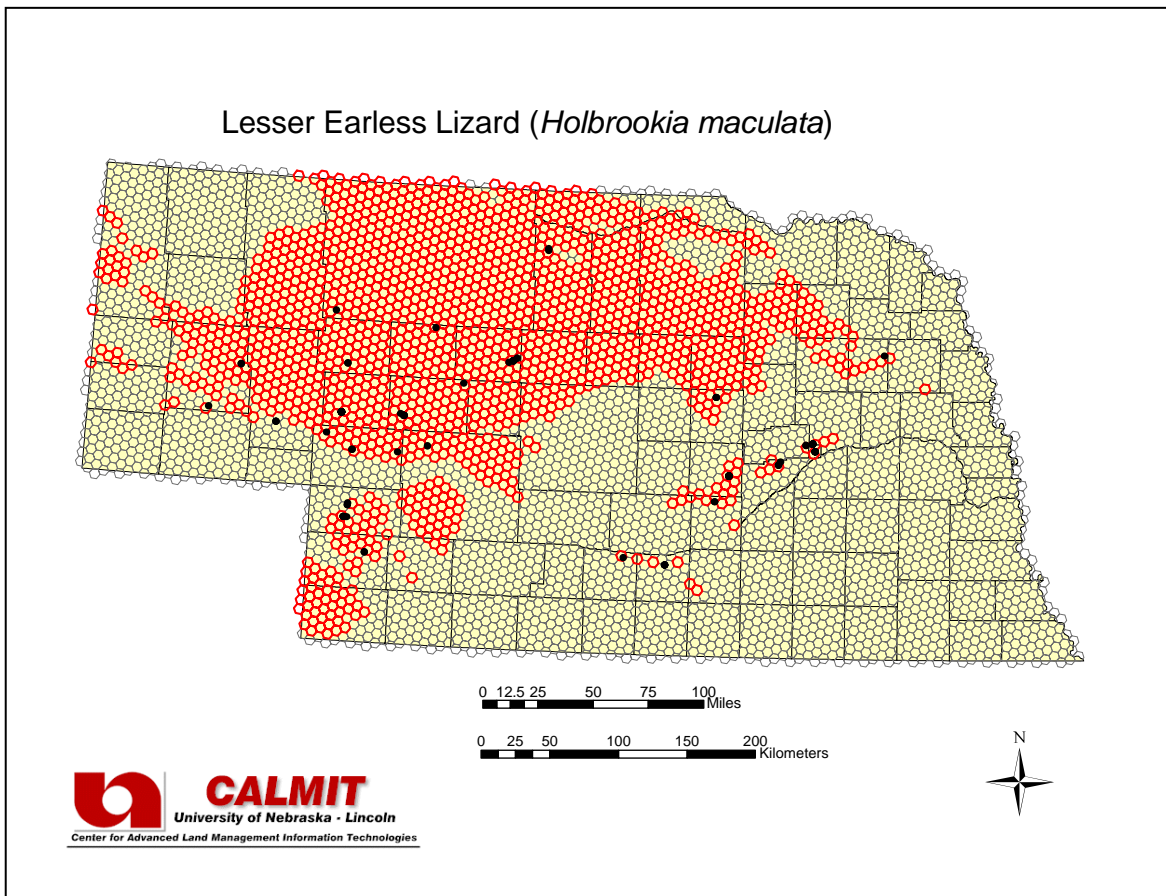 Lesser Earless Lizard (Holbrookia maculata)
0 12.5 25 50 75 100
Miles
0 25 50 100 150 200
Kilometers
N
CALMIT
University of Nebraska - Lincoln
Center for Advanced Land Management Information Technologies